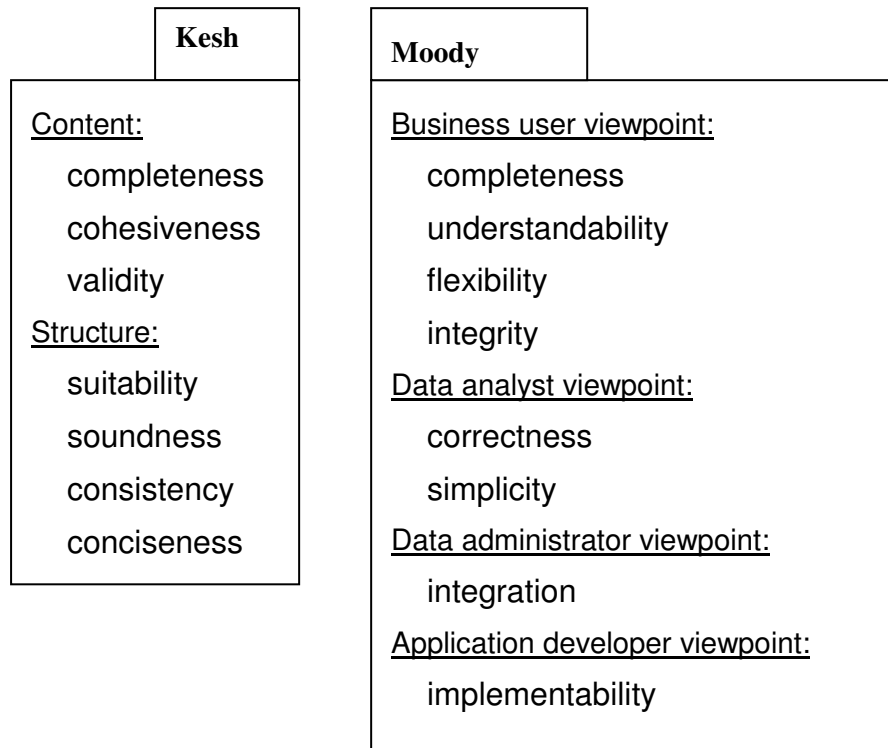 Kesh
Content:
completeness
cohesiveness
validity
Structure:
suitability
soundness
consistency
conciseness
Moody
Business user viewpoint:
completeness
understandability
flexibility
integrity
Data analyst viewpoint:
correctness
simplicity
Data administrator viewpoint:
integration
Application developer viewpoint:
implementability